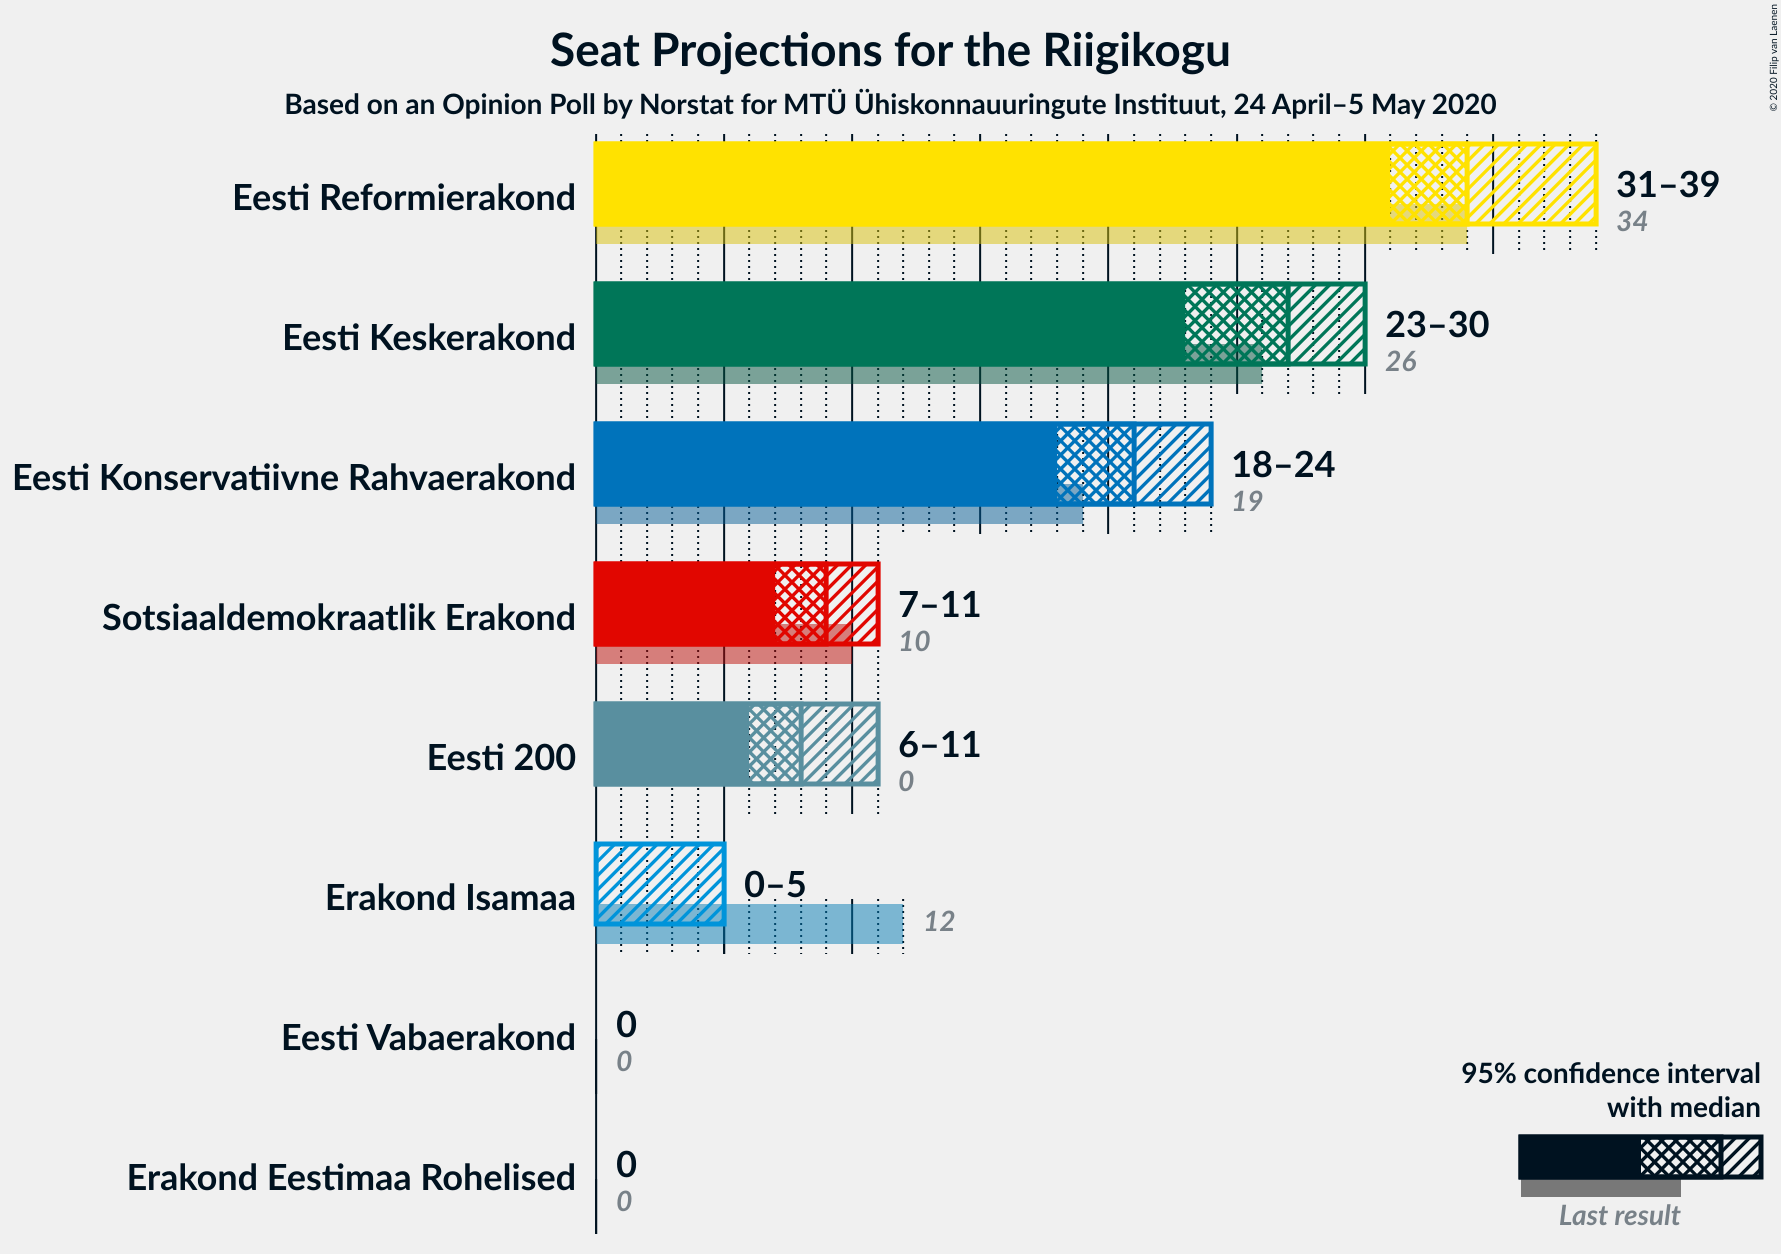 Seat Projections for the Riigikogu
Based on an Opinion Poll by Norstat for MTÜ Ühiskonnauuringute Instituut, 24 April–5 May 2020
© 2020 Filip van Laenen
Eesti Reformierakond
31–39
34
Eesti Keskerakond
23–30
26
Eesti Konservatiivne Rahvaerakond
18–24
19
Sotsiaaldemokraatlik Erakond
7–11
10
Eesti 200
6–11
0
Erakond Isamaa
0–5
12
Eesti Vabaerakond
0
0
Erakond Eestimaa Rohelised
0
0
95% confidence interval
with median
Last result